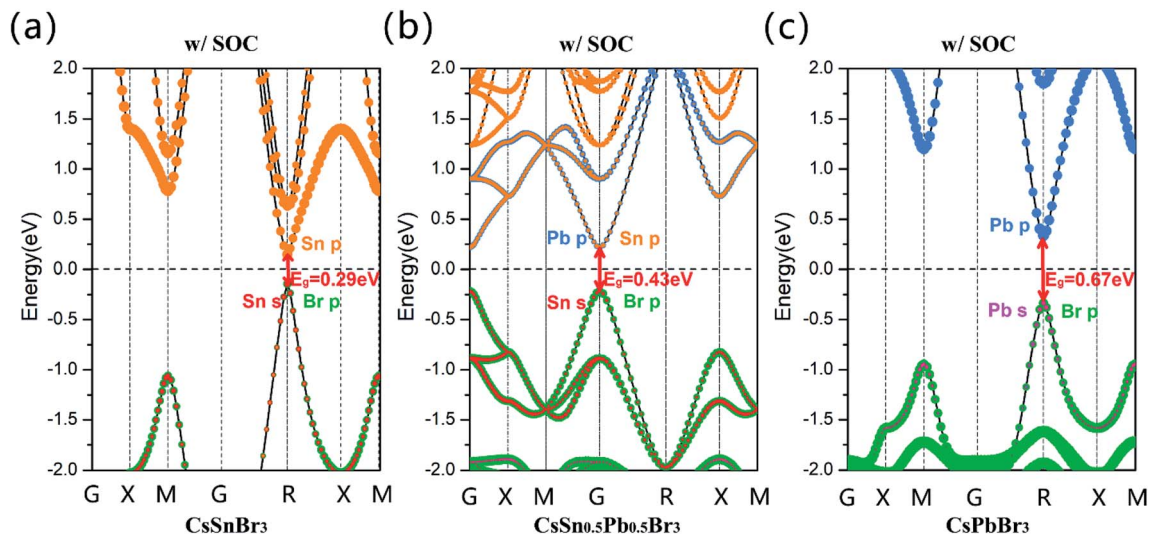 (a)
w/ SOC
Energy(eV)
2.0
1.5
1.0
0.5
0.0
-0.5
-1.0
-1.5
-2.0
Sn p
Eg=0.29eV
Sn s
Br p
G X M G R X M
CsSnBr3
(b)
w/ SOC
Energy(eV)
2.0
1.5
1.0
0.5
0.0
-0.5
-1.0
-1.5
-2.0
Pb p
Sn p
Eg=0.43eV
Sn s
Br p
G X M G R X M
CsSn0.5Pb0.5Br3
(c)
w/ SOC
Energy(eV)
2.0
1.5
1.0
0.5
0.0
-0.5
-1.0
-1.5
-2.0
Pb p
Eg=0.67eV
Pb s
Br p
G X M G R X M
CsPbBr3